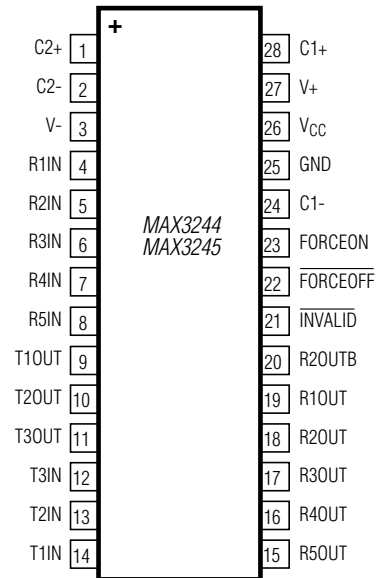 +
C2+ 1 28 C1+
C2- 2 27 V+
V- 3 26 VCC
R1IN 4 25 GND
R2IN 5 24 C1-
MAX3244
MAX3245
R3IN 6 23 FORCEON
R4IN 7 22 FORCEOFF
R5IN 8 21 INVALID
T1OUT 9 20 R2OUTB
T2OUT 10 19 R1OUT
T3OUT 11 18 R2OUT
T3IN 12 17 R3OUT
T2IN 13 16 R4OUT
T1IN 14 15 R5OUT